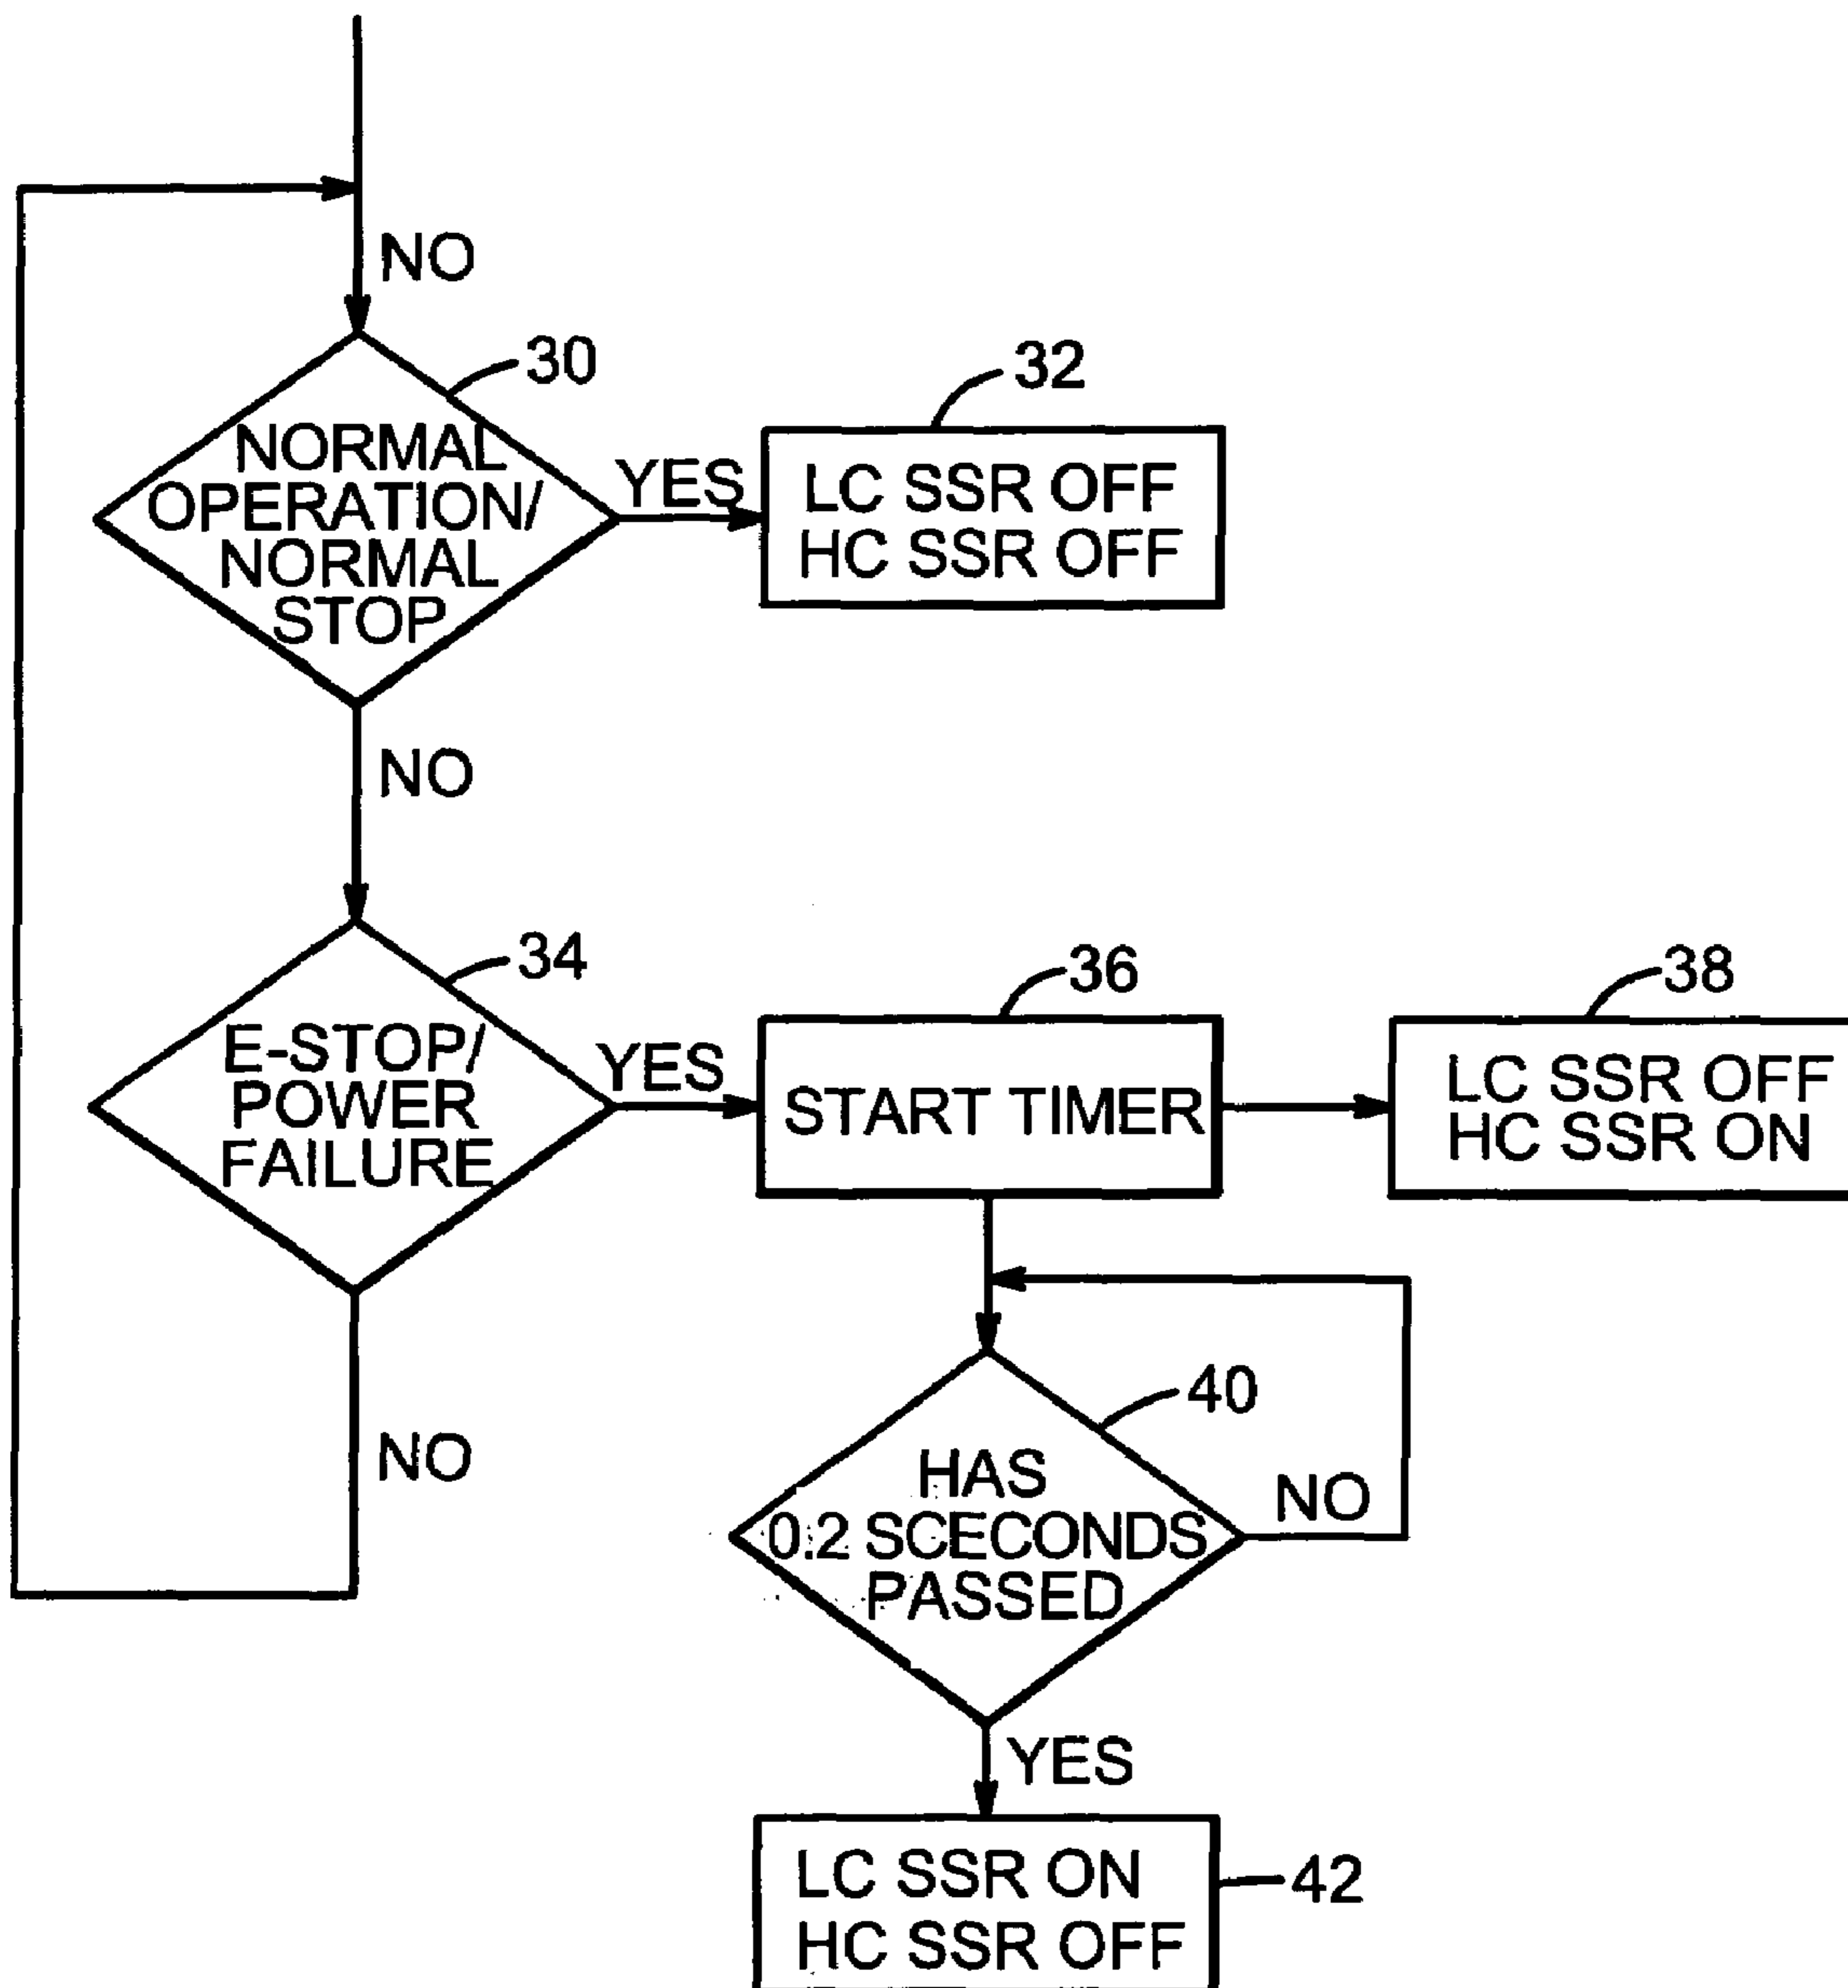 NO
30
NORMAL
OPERATION/
NORMAL
STOP
YES
32
LC SSR OFF
HC SSR OFF
NO
34
E-STOP/
POWER
FAILURE
YES
36
START TIMER
38
LC SSR OFF
HC SSR ON
NO
40
HAS
0.2 SCECONDS
PASSED
NO
YES
LC SSR ON
HC SSR OFF
42